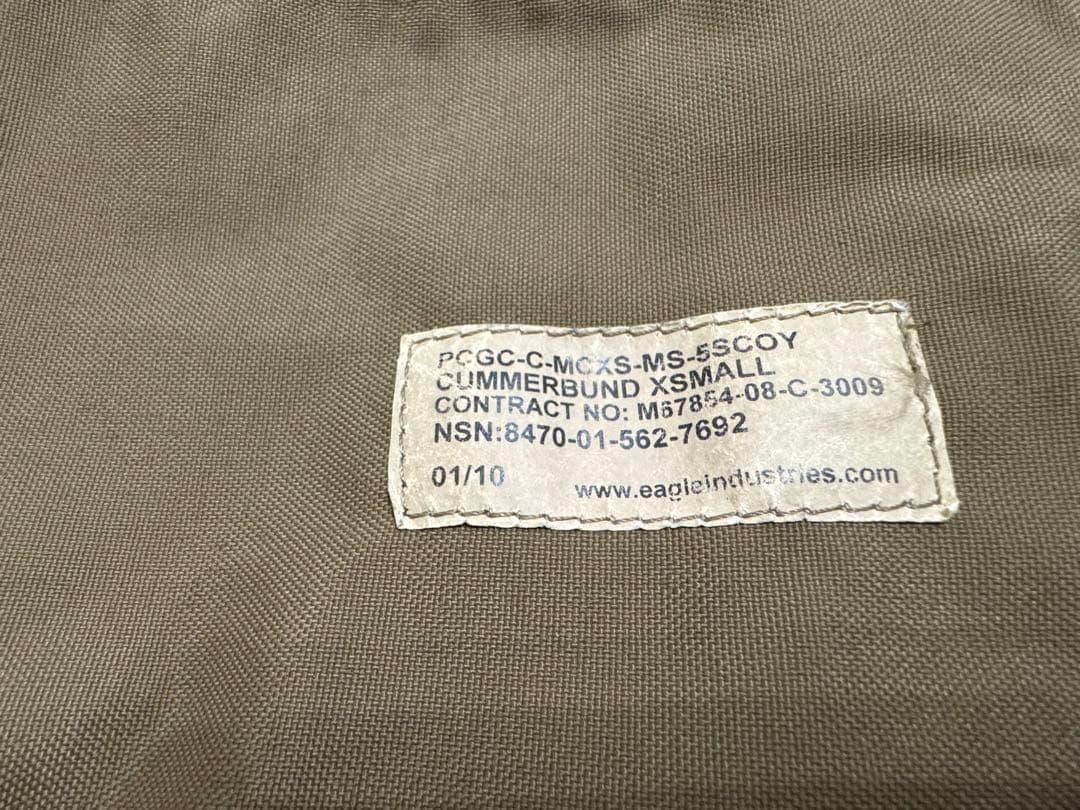 PCGC-C-MCXS-MS-5SCOY
CUMMERBUND XSMALL
CONTRACT NO: M67854-08-C-3009
NSN:8470-01-562-7692
01/10 www.eagleindustries.com